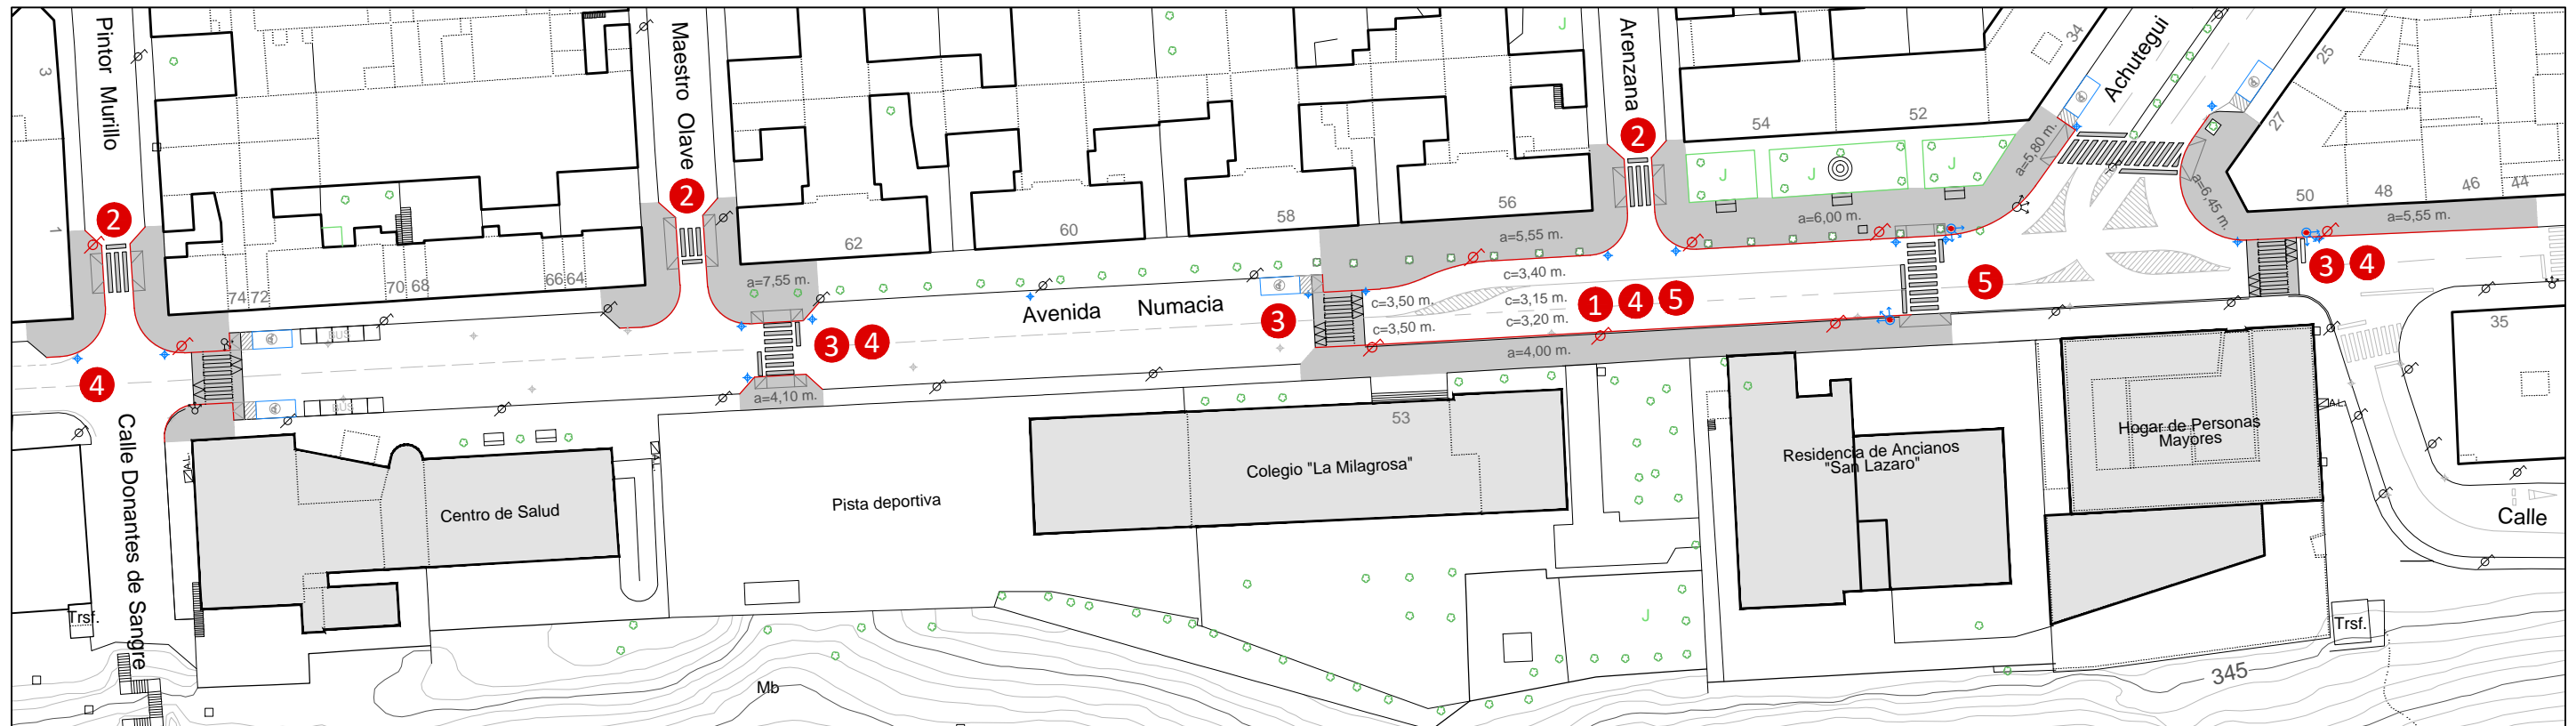 Pintor Murillo
Maestro Olave
Arenzana
Achutegui
3
1
2
2
2
34
25
27
54
52
50
48
46
44
J
J
J
J
a=5,80 m.
a=6,45 m.
a=6,00 m.
a=5,55 m.
a=5,55 m.
74
72
70
68
66
64
62
60
58
56
a=7,55 m.
BUS
BUS
Avenida Numacia
c=3,40 m.
c=3,50 m.
c=3,15 m.
c=3,50 m.
c=3,20 m.
a=4,00 m.
a=4,10 m.
4
3 4
3
1 4 5
5
3 4
35
53
A.L.
A.L.
A.L.
Calle Donantes de Sangre
Centro de Salud
Pista deportiva
Colegio "La Milagrosa"
Residencia de Ancianos
"San Lazaro"
Hogar de Personas
Mayores
Calle
Trsf.
Trsf.
J
Mb
345